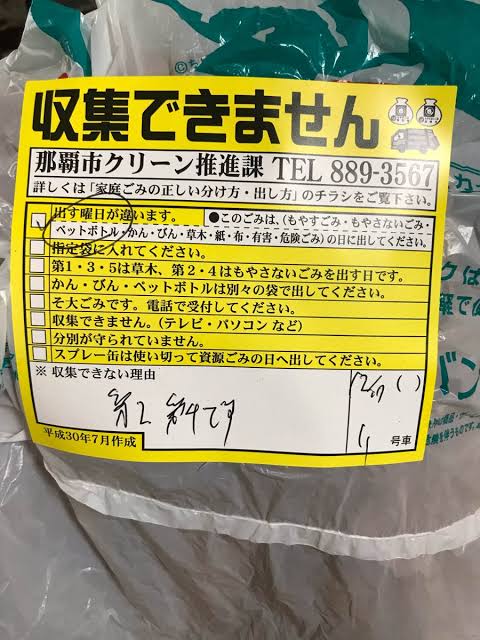 収集できません
那覇市クリーン推進課 TEL 889-3567
詳しくは「家庭ごみの正しい分け方・出し方」のチラシをご覧下さい。
出す曜日が違います。 ●このごみは、(もやすごみ・もやさないごみ・
ペットボトル・かん・びん・草木・紙・布・有害・危険ごみ)の日に出してください。
指定袋に入れてください。
第1・3・5は草木、第2・4はもやさないごみを出す日です。
かん・びん・ペットボトルは別々の袋で出してください。
そ大ごみです。電話で受付してください。
収集できません。(テレビ・パソコンなど)
分別が守られていません。
スプレー缶は使い切って資源ごみの日へ出してください。
※ 収集できない理由
第2 第4です
( )
号車
平成30年7月作成